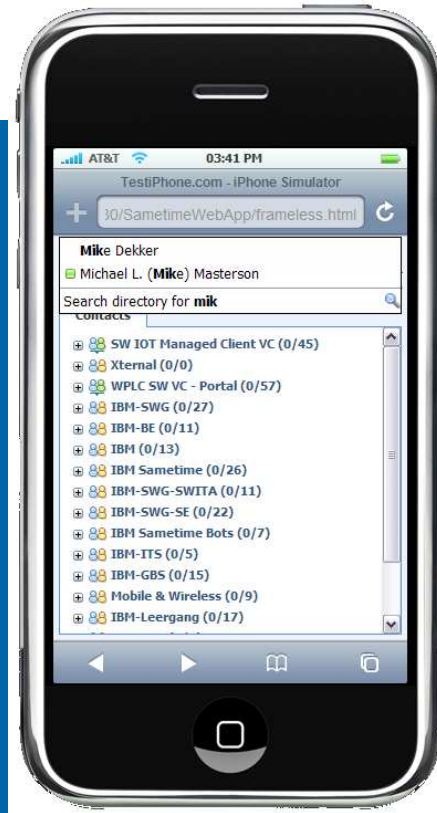 AT&T 03:41 PM
TestiPhone.com - iPhone Simulator
30/SametimeWebApp/frameless.html
Mike Dekker
Michael L. (Mike) Masterson
Search directory for mik
Contacts
SW IOT Managed Client VC (0/45)
Xternal (0/0)
WPLC SW VC - Portal (0/57)
IBM-SWG (0/27)
IBM-BE (0/11)
IBM (0/13)
IBM Sametime (0/26)
IBM-SWG-SWITA (0/11)
IBM-SWG-SE (0/22)
IBM Sametime Bots (0/7)
IBM-ITS (0/5)
IBM-GBS (0/15)
Mobile & Wireless (0/9)
IBM-Leergang (0/17)